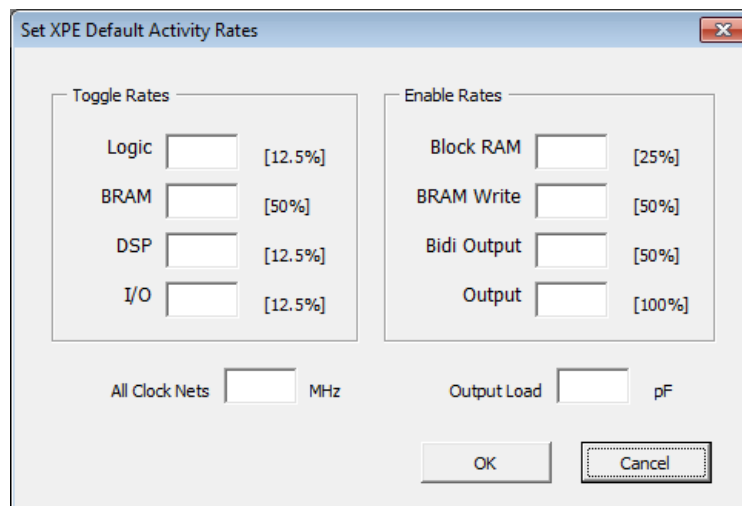 Set XPE Default Activity Rates
Toggle Rates
Logic [12.5%]
BRAM [50%]
DSP [12.5%]
I/O [12.5%]
Enable Rates
Block RAM [25%]
BRAM Write [50%]
Bidi Output [50%]
Output [100%]
All Clock Nets MHz
Output Load pF
OK Cancel